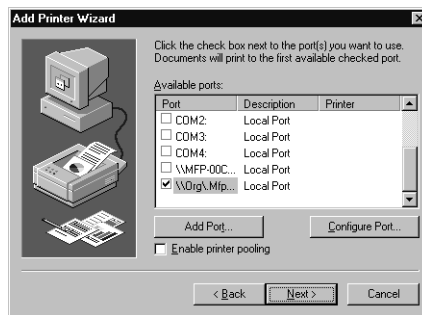 Add Printer Wizard
Click the check box next to the port(s) you want to use.
Documents will print to the first available checked port.
Available ports:
Port Description Printer
COM2: Local Port
COM3: Local Port
COM4: Local Port
\\MFP-00C... Local Port
\\Org\.Mfp... Local Port
Add Port... Configure Port...
Enable printer pooling
< Back Next > Cancel